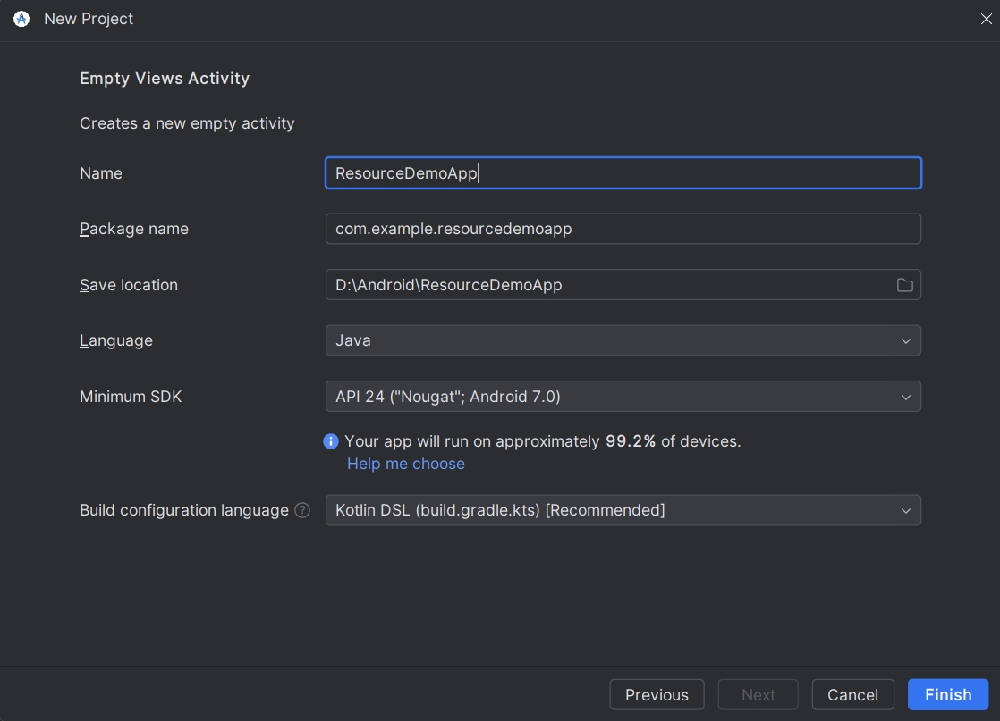 New Project
Empty Views Activity
Creates a new empty activity
Name ResourceDemoApp
Package name com.example.resourcedemoapp
Save location D:\Android\ResourceDemoApp
Language Java
Minimum SDK API 24 ("Nougat"; Android 7.0)
Your app will run on approximately 99.2% of devices.
Help me choose
Build configuration language ? Kotlin DSL (build.gradle.kts) [Recommended]
Previous Next Cancel Finish